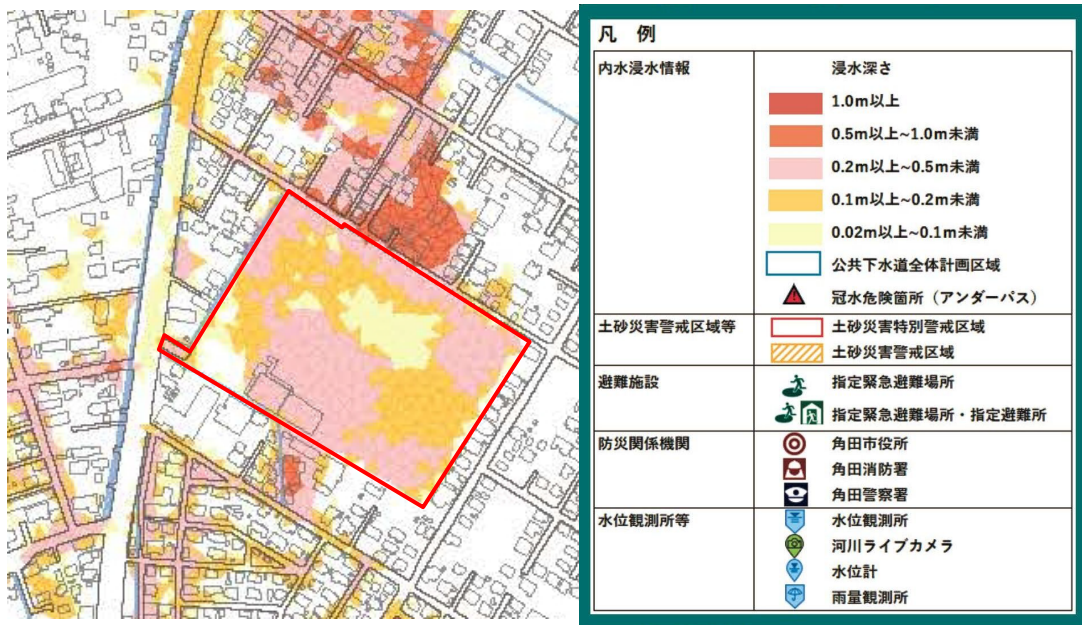 凡 例
内水浸水情報
浸水深さ
1.0m以上
0.5m以上~1.0m未満
0.2m以上~0.5m未満
0.1m以上~0.2m未満
0.02m以上~0.1m未満
公共下水道全体計画区域
冠水危険箇所（アンダーパス）
土砂災害警戒区域等
土砂災害特別警戒区域
土砂災害警戒区域
避難施設
指定緊急避難場所
指定緊急避難場所・指定避難所
防災関係機関
角田市役所
角田消防署
角田警察署
水位観測所等
水位観測所
河川ライブカメラ
水位計
雨量観測所